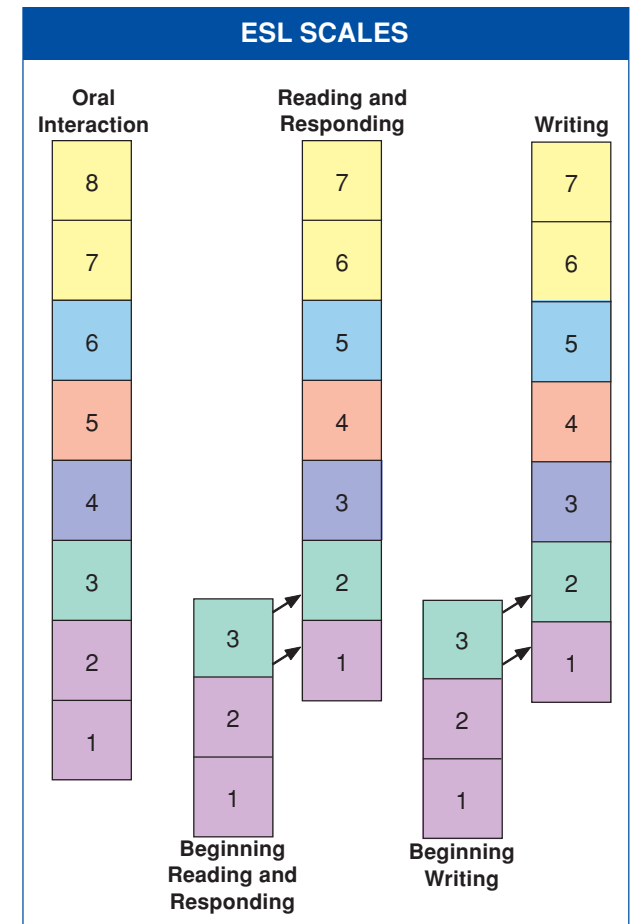 ESL SCALES
Oral
Interaction
8
7
6
5
4
3
2
1
Beginning
Reading and
Responding
3
2
1
Reading and
Responding
7
6
5
4
3
2
1
Beginning
Writing
3
2
1
Writing
7
6
5
4
3
2
1